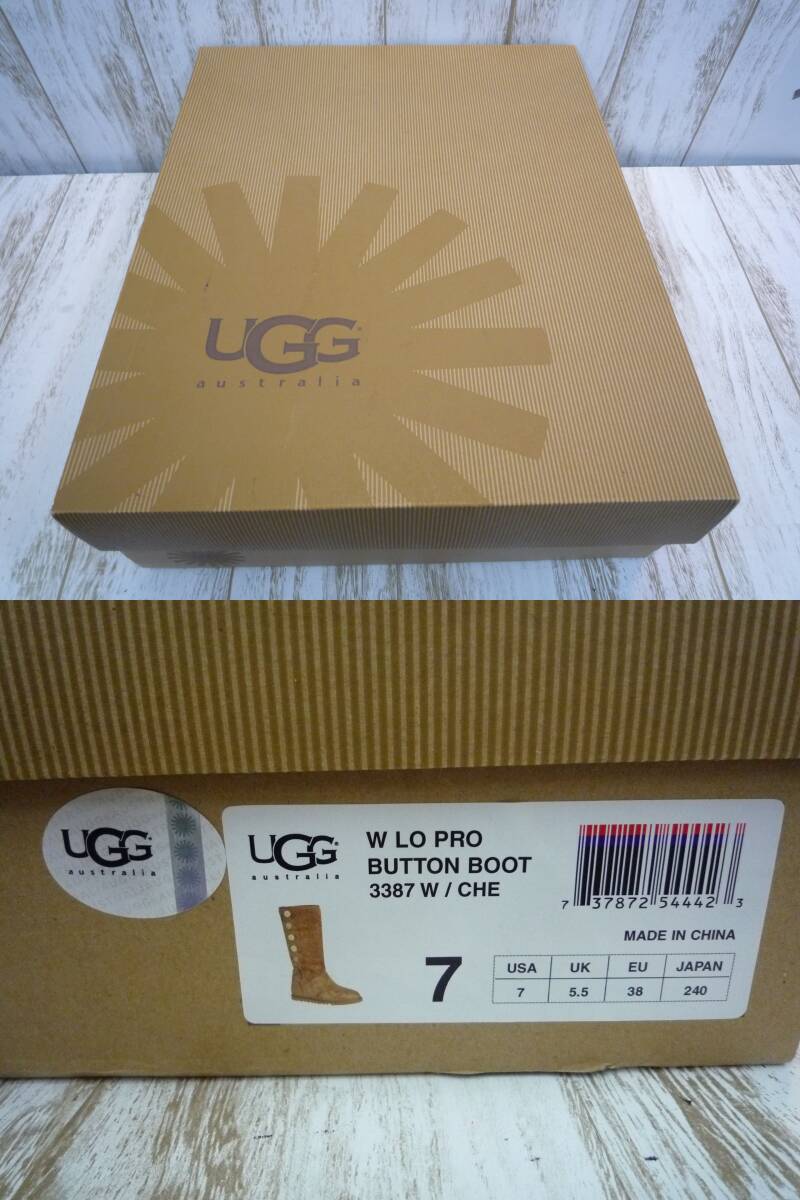 UGG
australia
UGG
australia
UGG
australia
W LO PRO
BUTTON BOOT
3387 W / CHE
7 37872 54442 3
MADE IN CHINA
7
USA UK EU JAPAN
7 5.5 38 240